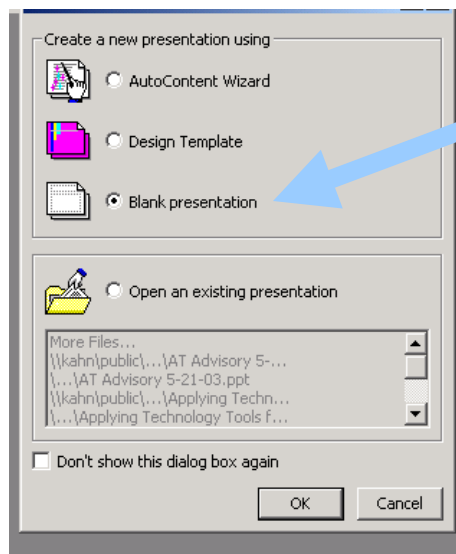 Create a new presentation using
AutoContent Wizard
Design Template
Blank presentation
Open an existing presentation
More Files...
\\kahn\public\...\AT Advisory 5-...
\...\AT Advisory 5-21-03.ppt
\\kahn\public\...\Applying Techn...
\...\Applying Technology Tools f...
Don't show this dialog box again
OK Cancel